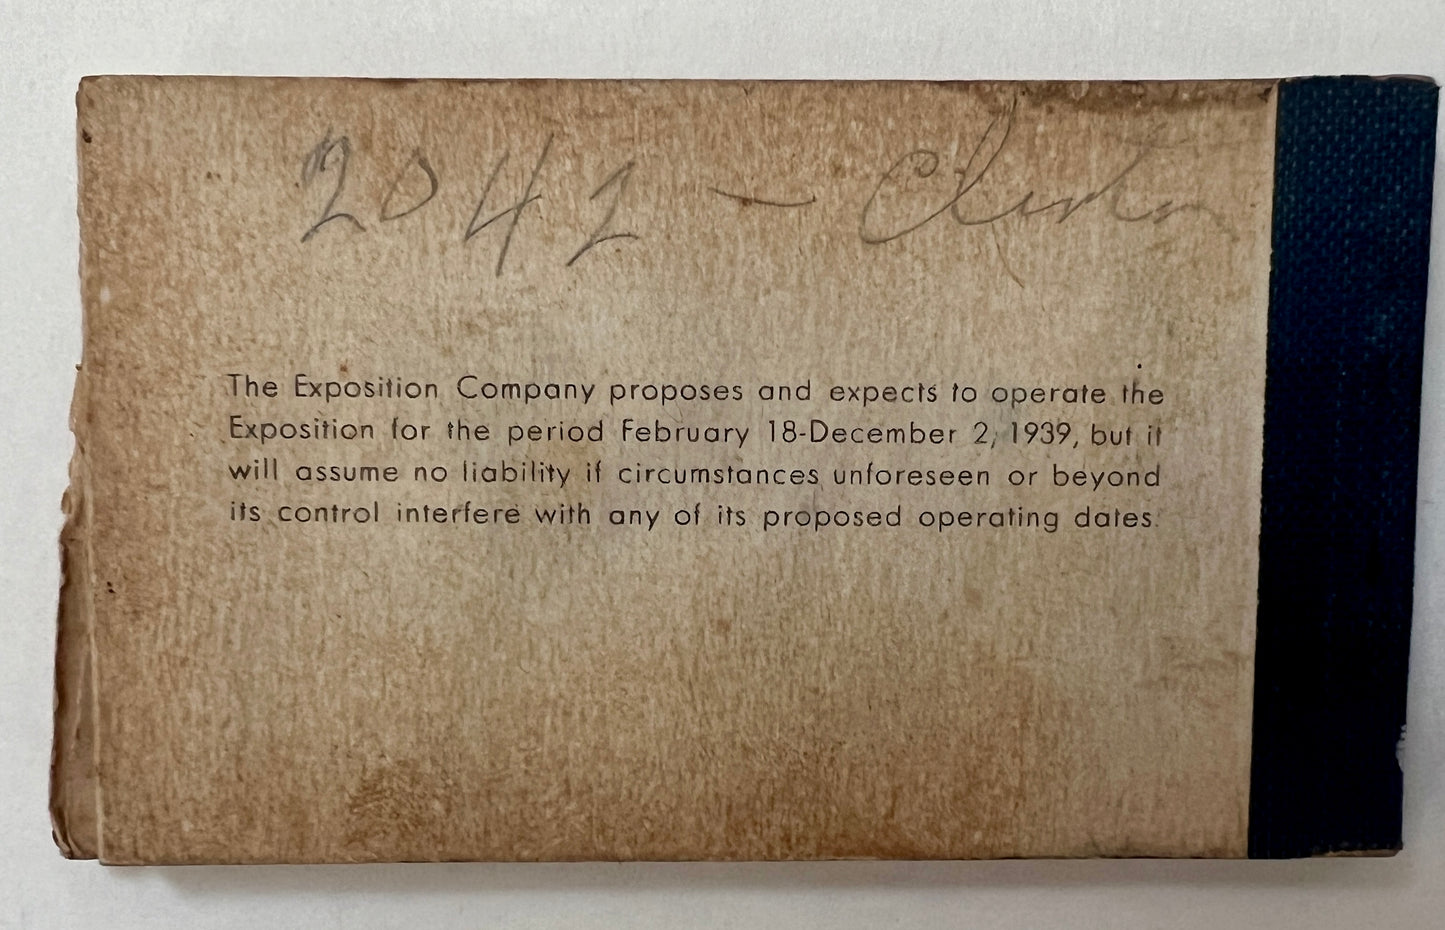 2042 - Clinton
The Exposition Company proposes and expects to operate the
Exposition for the period February 18-December 2, 1939, but it
will assume no liability if circumstances unforeseen or beyond
its control interfere with any of its proposed operating dates.